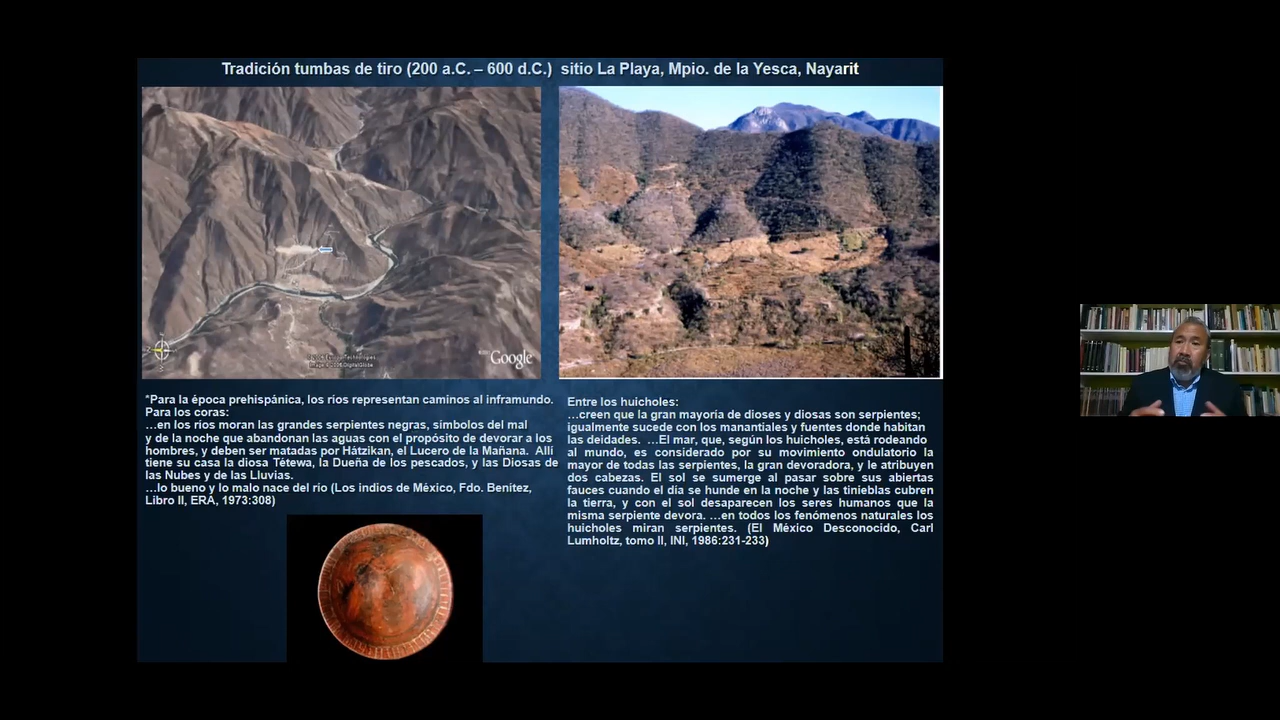 Tradición tumbas de tiro (200 a.C. – 600 d.C.) sitio La Playa, Mpio. de la Yesca, Nayarit
Google
*Para la época prehispánica, los ríos representan caminos al inframundo.
Para los coras:
…en los ríos moran las grandes serpientes negras, símbolos del mal
y de la noche que abandonan las aguas con el propósito de devorar a los
hombres, y deben ser matadas por Hátzikan, el Lucero de la Mañana. Allí
tiene su casa la diosa Tétewa, la Dueña de los pescados, y las Diosas de
las Nubes y de las Lluvias.
…lo bueno y lo malo nace del río (Los indios de México, Fdo. Benítez,
Libro II, ERA, 1973:308)
Entre los huicholes:
…creen que la gran mayoría de dioses y diosas son serpientes;
igualmente sucede con los manantiales y fuentes donde habitan
las deidades. …El mar, que, según los huicholes, está rodeando
al mundo, es considerado por su movimiento ondulatorio la
mayor de todas las serpientes, la gran devoradora, y le atribuyen
dos cabezas. El sol se sumerge al pasar sobre sus abiertas
fauces cuando el día se hunde en la noche y las tinieblas cubren
la tierra, y con el sol desaparecen los seres humanos que la
misma serpiente devora. …en todos los fenómenos naturales los
huicholes miran serpientes. (El México Desconocido, Carl
Lumholtz, tomo II, INI, 1986:231-233)